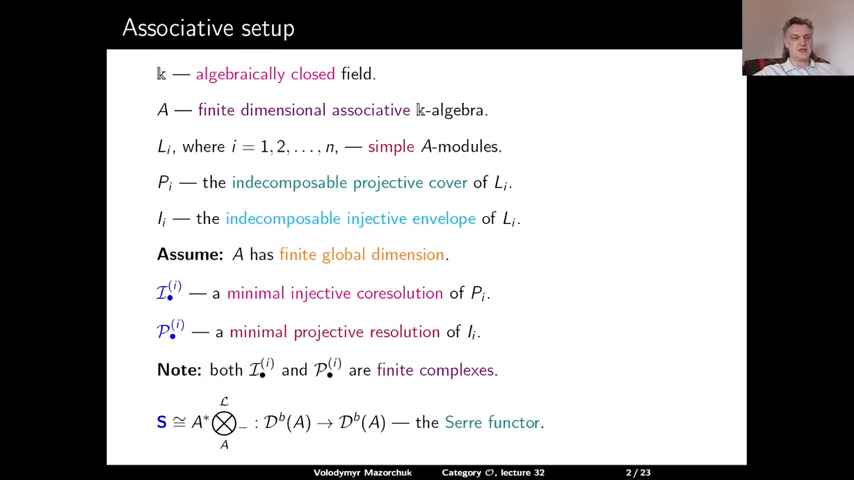 Associative setup
𝕜 — algebraically closed field.
A — finite dimensional associative 𝕜-algebra.
L_i, where i = 1, 2, . . . , n, — simple A-modules.
P_i — the indecomposable projective cover of L_i.
I_i — the indecomposable injective envelope of L_i.
Assume: A has finite global dimension.
𝓘_•^(i) — a minimal injective coresolution of P_i.
𝓟_•^(i) — a minimal projective resolution of I_i.
Note: both 𝓘_•^(i) and 𝓟_•^(i) are finite complexes.
S ≅ A* ⊗_A^𝓛 _ : 𝓓^b(A) → 𝓓^b(A) — the Serre functor.
Volodymyr Mazorchuk Category 𝒪, lecture 32 2 / 23